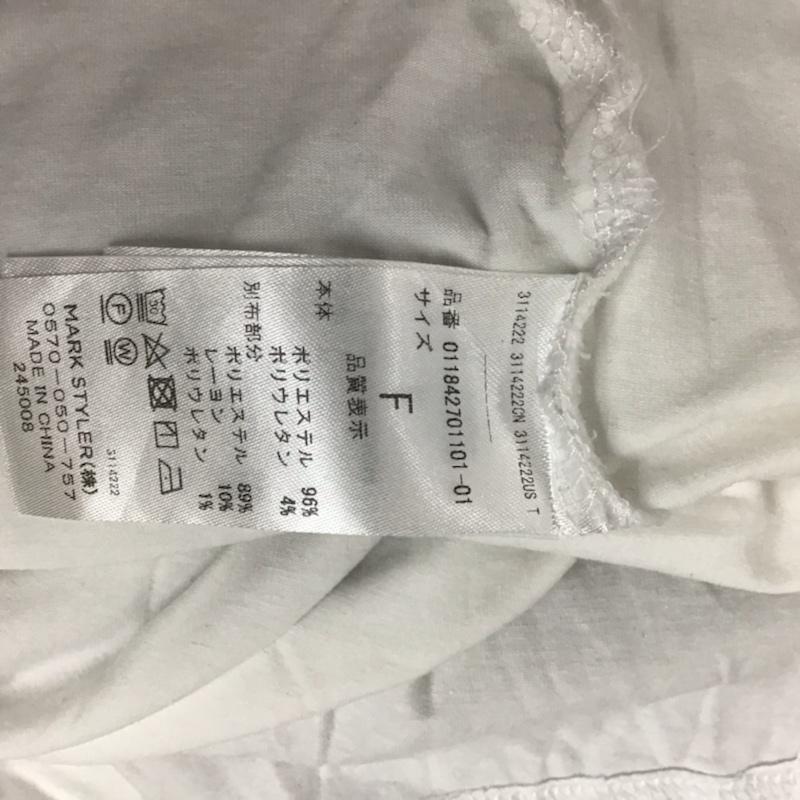 3114222 3114222CN 3114222US T
品番 011842701101-01
サイズ
F
品質表示
本体 ポリエステル 96%
ポリウレタン 4%
別布部分 ポリエステル 89%
レーヨン 10%
ポリウレタン 1%
30
F W
3114222
MARK STYLER(株)
0570-050-757
MADE IN CHINA
245008